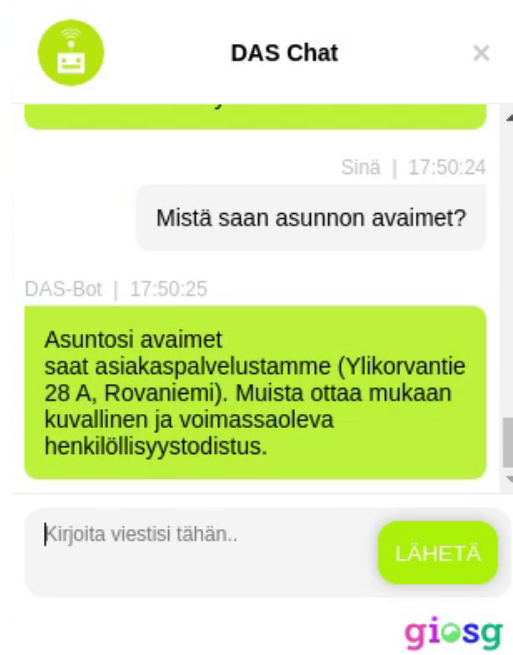 DAS Chat
×
Sinä | 17:50:24
Mistä saan asunnon avaimet?
DAS-Bot | 17:50:25
Asuntosi avaimet
saat asiakaspalvelustamme (Ylikorvantie
28 A, Rovaniemi). Muista ottaa mukaan
kuvallinen ja voimassaoleva
henkilöllisyystodistus.
Kirjoita viestisi tähän..
LÄHETÄ
giosg